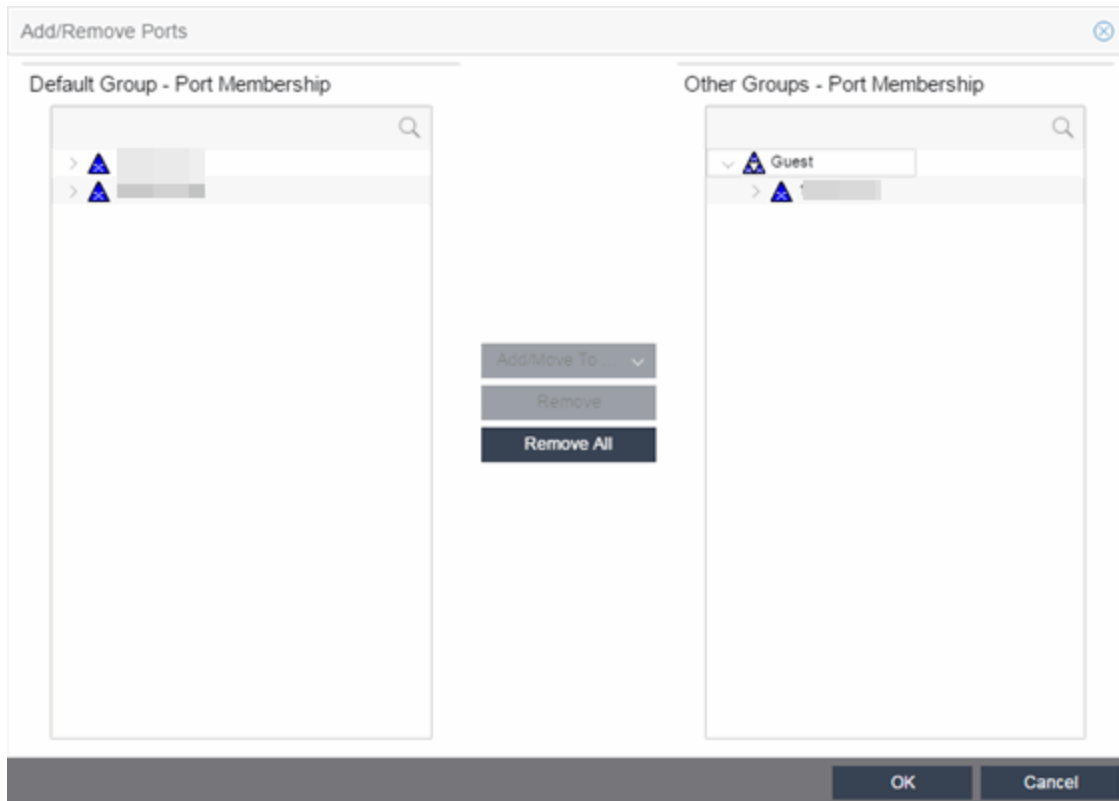 Add/Remove Ports
Default Group - Port Membership
Other Groups - Port Membership
Guest
Add/Move To ...
Remove
Remove All
OK
Cancel